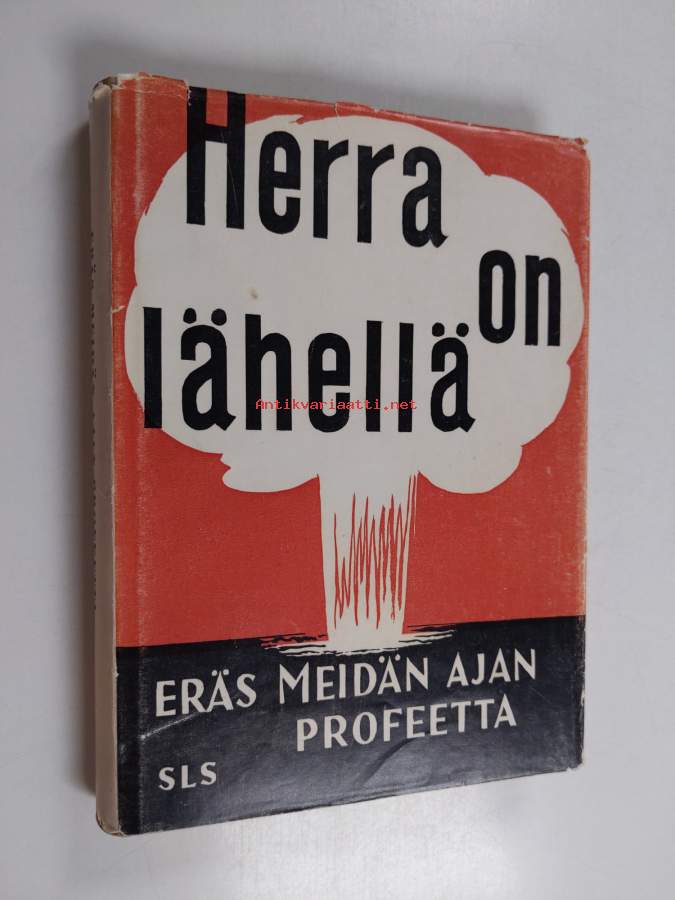 Herra
on
lähellä
Antikvariaatti.net
ERÄS MEIDÄN AJAN
PROFEETTA
SLS